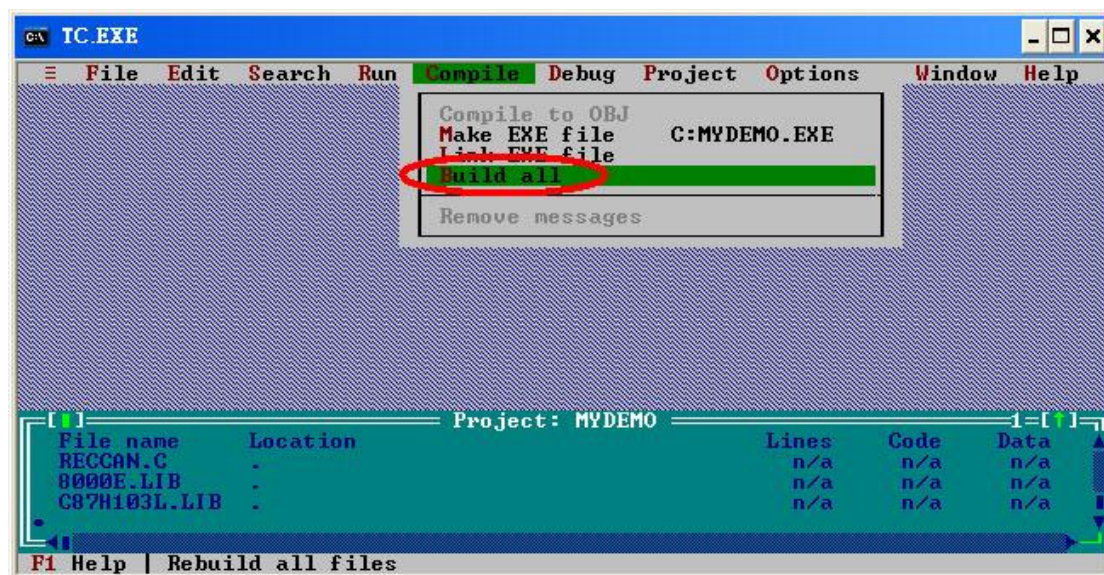 TC.EXE
≡ File Edit Search Run Compile Debug Project Options Window Help
Compile to OBJ
Make EXE file C:MYDEMO.EXE
Link EXE file
Build all
Remove messages
Project: MYDEMO 1
File name Location Lines Code Data
RECCAN.C . n/a n/a n/a
8000E.LIB . n/a n/a n/a
C87H103L.LIB . n/a n/a n/a
F1 Help | Rebuild all files